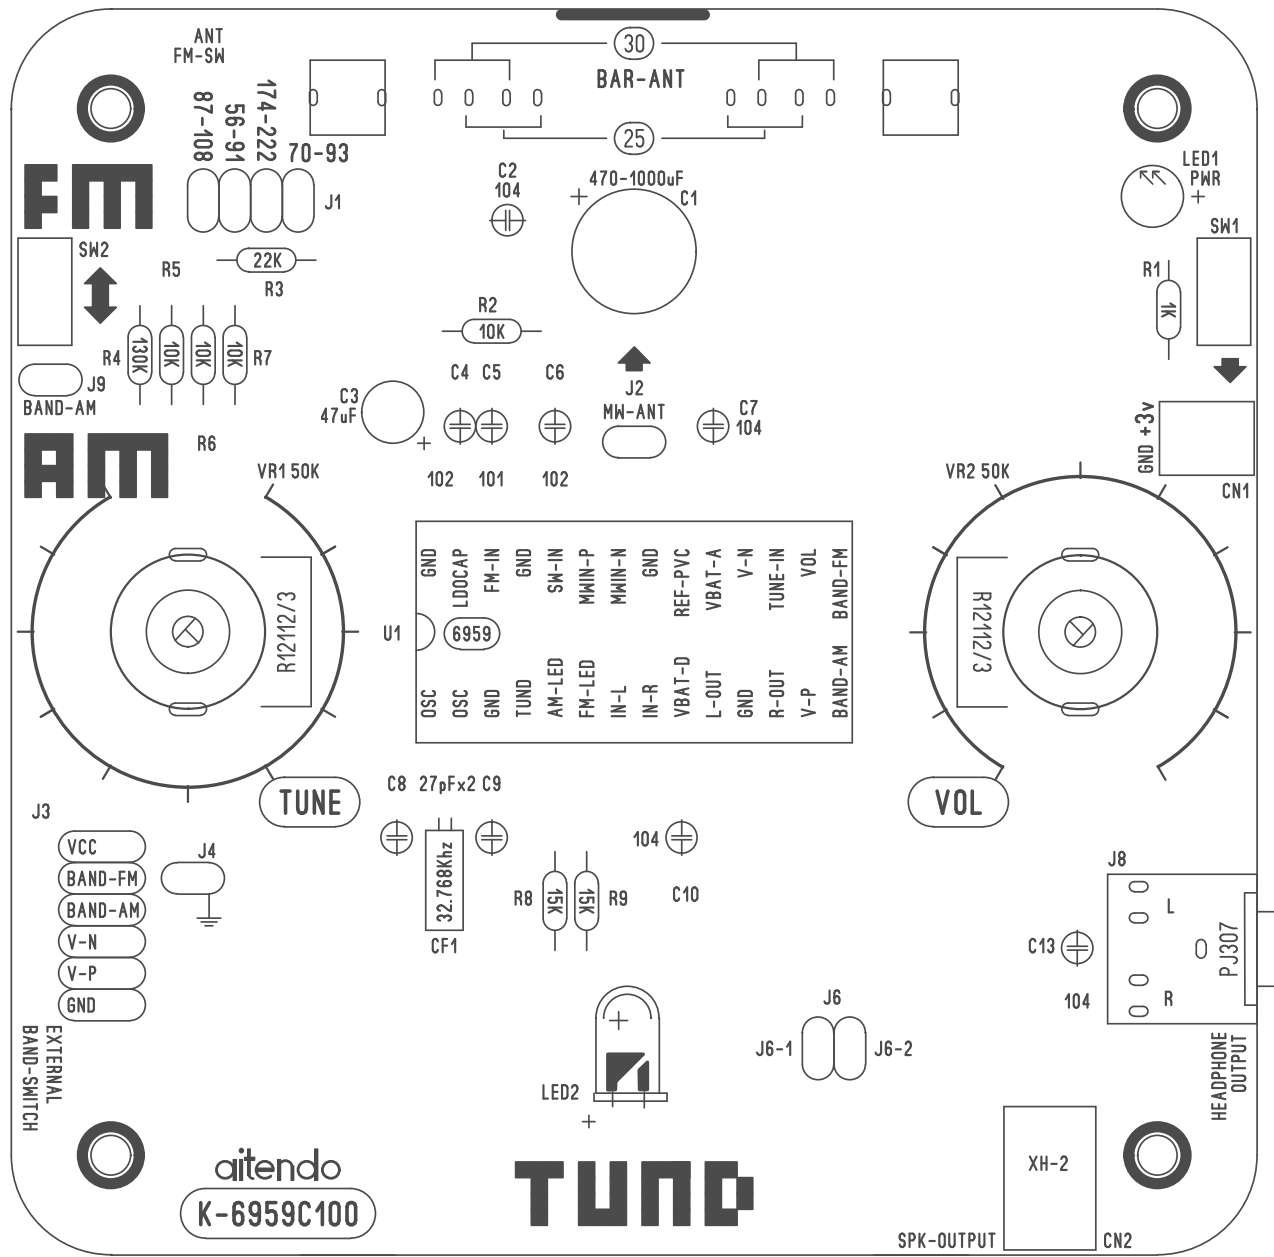 ANT
FM-SW
87-108
56-91
174-222
70-93
J1
FM
SW2
R5
22K
R3
R4
130K
10K
10K
10K
R7
J9
BAND-AM
R6
AM
30
BAR-ANT
25
C2
104
470-1000uF
C1
R2
10K
C3
47uF
C4
C5
C6
102
101
102
J2
MW-ANT
C7
104
LED1
PWR
SW1
R1
1K
GND +3v
CN1
VR1 50K
R12112/3
TUNE
VR2 50K
R12112/3
VOL
U1
6959
GND
LDOCAP
FM-IN
GND
SW-IN
MWIN-P
MWIN-N
GND
REF-PVC
VBAT-A
V-N
TUNE-IN
VOL
BAND-FM
OSC
OSC
GND
TUND
AM-LED
FM-LED
IN-L
IN-R
VBAT-D
L-OUT
GND
R-OUT
V-P
BAND-AM
C8
27pFx2
C9
32.768Khz
CF1
104
C10
R8
15K
15K
R9
J3
VCC
BAND-FM
BAND-AM
V-N
V-P
GND
J4
EXTERNAL
BAND-SWITCH
J8
L
R
PJ307
C13
104
HEADPHONE
OUTPUT
J6
J6-1
J6-2
LED2
aitendo
K-6959C100
TUND
XH-2
SPK-OUTPUT
CN2